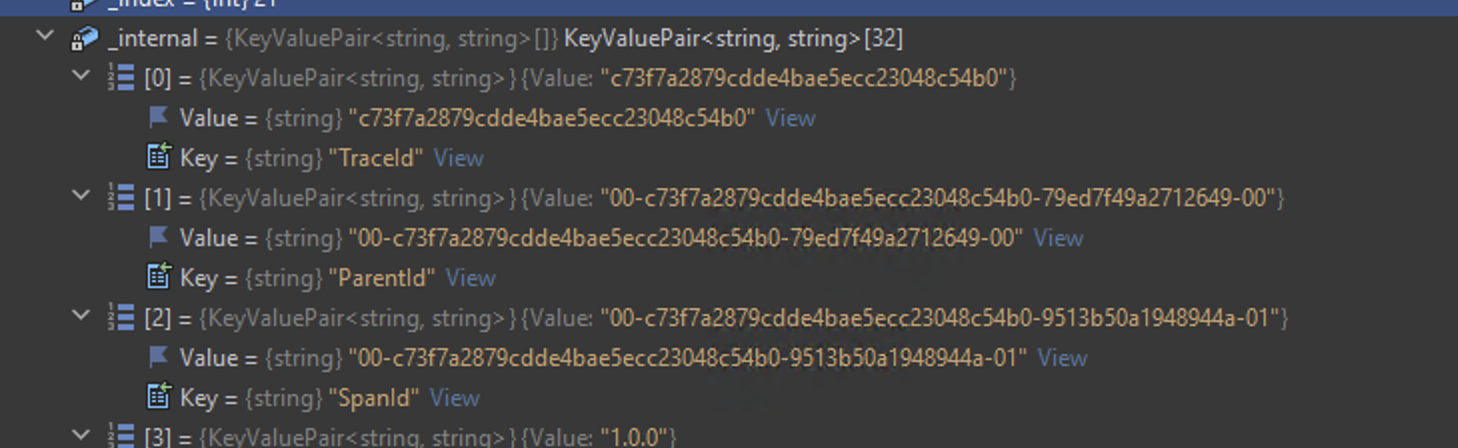 _index = {int} 21
_internal = {KeyValuePair<string, string>[]} KeyValuePair<string, string>[32]
[0] = {KeyValuePair<string, string>} {Value: "c73f7a2879cdde4bae5ecc23048c54b0"}
Value = {string} "c73f7a2879cdde4bae5ecc23048c54b0" View
Key = {string} "TraceId" View
[1] = {KeyValuePair<string, string>} {Value: "00-c73f7a2879cdde4bae5ecc23048c54b0-79ed7f49a2712649-00"}
Value = {string} "00-c73f7a2879cdde4bae5ecc23048c54b0-79ed7f49a2712649-00" View
Key = {string} "ParentId" View
[2] = {KeyValuePair<string, string>} {Value: "00-c73f7a2879cdde4bae5ecc23048c54b0-9513b50a1948944a-01"}
Value = {string} "00-c73f7a2879cdde4bae5ecc23048c54b0-9513b50a1948944a-01" View
Key = {string} "SpanId" View
[3] = {KeyValuePair<string, string>} {Value: "1.0.0"}